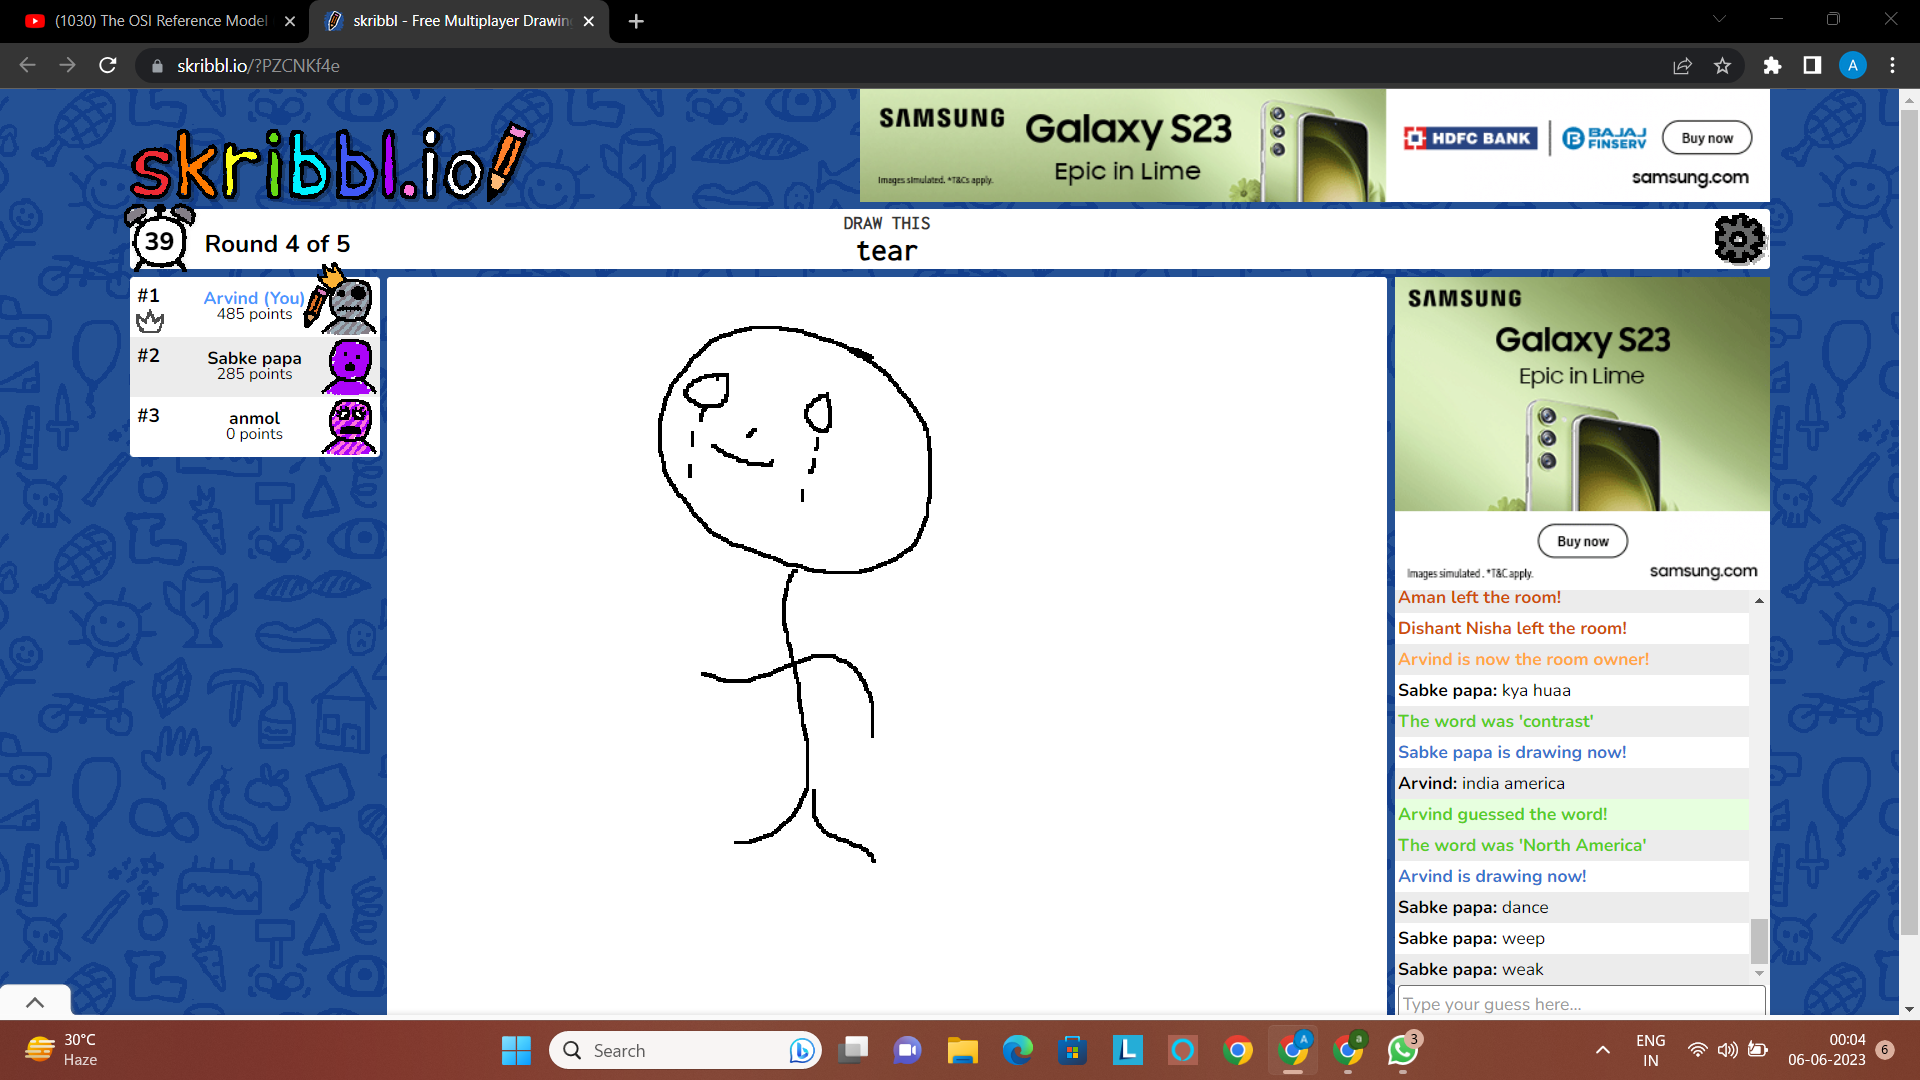 (1030) The OSI Reference Model
skribbl - Free Multiplayer Drawin
skribbl.io/?PZCNKf4e
A
skribbl.io
SAMSUNG
Galaxy S23
Epic in Lime
Images simulated. *T&Cs apply.
HDFC BANK
BAJAJ FINSERV
Buy now
samsung.com
39
Round 4 of 5
DRAW THIS
tear
#1
Arvind (You)
485 points
#2
Sabke papa
285 points
#3
anmol
0 points
SAMSUNG
Galaxy S23
Epic in Lime
Buy now
Images simulated. *T&C apply.
samsung.com
Aman left the room!
Dishant Nisha left the room!
Arvind is now the room owner!
Sabke papa: kya huaa
The word was 'contrast'
Sabke papa is drawing now!
Arvind: india america
Arvind guessed the word!
The word was 'North America'
Arvind is drawing now!
Sabke papa: dance
Sabke papa: weep
Sabke papa: weak
Type your guess here...
30°C
Haze
Search
L
A
a
3
ENG
IN
00:04
06-06-2023
6